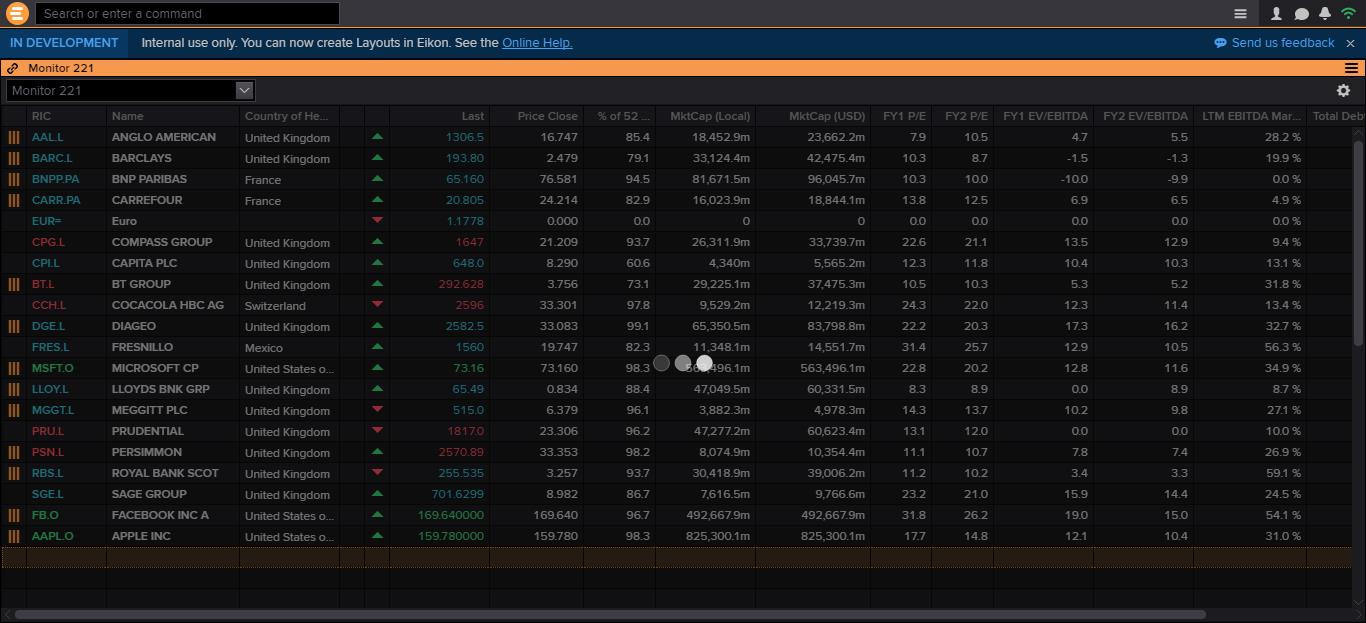 Search or enter a command
IN DEVELOPMENT Internal use only. You can now create Layouts in Eikon. See the Online Help. Send us feedback
Monitor 221
Monitor 221
RIC Name Country of He... Last Price Close % of 52 ... MktCap (Local) MktCap (USD) FY1 P/E FY2 P/E FY1 EV/EBITDA FY2 EV/EBITDA LTM EBITDA Mar... Total Deb
AAL.L ANGLO AMERICAN United Kingdom 1306.5 16.747 85.4 18,452.9m 23,662.2m 7.9 10.5 4.7 5.5 28.2 %
BARC.L BARCLAYS United Kingdom 193.80 2.479 79.1 33,124.4m 42,475.4m 10.3 8.7 -1.5 -1.3 19.9 %
BNPP.PA BNP PARIBAS France 65.160 76.581 94.5 81,671.5m 96,045.7m 10.3 10.0 -10.0 -9.9 0.0 %
CARR.PA CARREFOUR France 20.805 24.214 82.9 16,023.9m 18,844.1m 13.8 12.5 6.9 6.5 4.9 %
EUR= Euro 1.1778 0.000 0.0 0 0 0.0 0.0 0.0 0.0 0.0 %
CPG.L COMPASS GROUP United Kingdom 1647 21.209 93.7 26,311.9m 33,739.7m 22.6 21.1 13.5 12.9 9.4 %
CPI.L CAPITA PLC United Kingdom 648.0 8.290 60.6 4,340m 5,565.2m 12.3 11.8 10.4 10.3 13.1 %
BT.L BT GROUP United Kingdom 292.628 3.756 73.1 29,225.1m 37,475.3m 10.5 10.3 5.3 5.2 31.8 %
CCH.L COCACOLA HBC AG Switzerland 2596 33.301 97.8 9,529.2m 12,219.3m 24.3 22.0 12.3 11.4 13.4 %
DGE.L DIAGEO United Kingdom 2582.5 33.083 99.1 65,350.5m 83,798.8m 22.2 20.3 17.3 16.2 32.7 %
FRES.L FRESNILLO Mexico 1560 19.747 82.3 11,348.1m 14,551.7m 31.4 25.7 12.9 10.5 56.3 %
MSFT.O MICROSOFT CP United States o... 73.16 73.160 98.3 563,496.1m 22.8 20.2 12.8 11.6 34.9 %
LLOY.L LLOYDS BNK GRP United Kingdom 65.49 0.834 88.4 47,049.5m 60,331.5m 8.3 8.9 0.0 8.9 8.7 %
MGGT.L MEGGITT PLC United Kingdom 515.0 6.379 96.1 3,882.3m 4,978.3m 14.3 13.7 10.2 9.8 27.1 %
PRU.L PRUDENTIAL United Kingdom 1817.0 23.306 96.2 47,277.2m 60,623.4m 13.1 12.0 0.0 0.0 10.0 %
PSN.L PERSIMMON United Kingdom 2570.89 33.353 98.2 8,074.9m 10,354.4m 11.1 10.7 7.8 7.4 26.9 %
RBS.L ROYAL BANK SCOT United Kingdom 255.535 3.257 93.7 30,418.9m 39,006.2m 11.2 10.2 3.4 3.3 59.1 %
SGE.L SAGE GROUP United Kingdom 701.6299 8.982 86.7 7,616.5m 9,766.6m 23.2 21.0 15.9 14.4 24.5 %
FB.O FACEBOOK INC A United States o... 169.640000 169.640 96.7 492,667.9m 492,667.9m 31.8 26.2 19.0 15.0 54.1 %
AAPL.O APPLE INC United States o... 159.780000 159.780 98.3 825,300.1m 825,300.1m 17.7 14.8 12.1 10.4 31.0 %